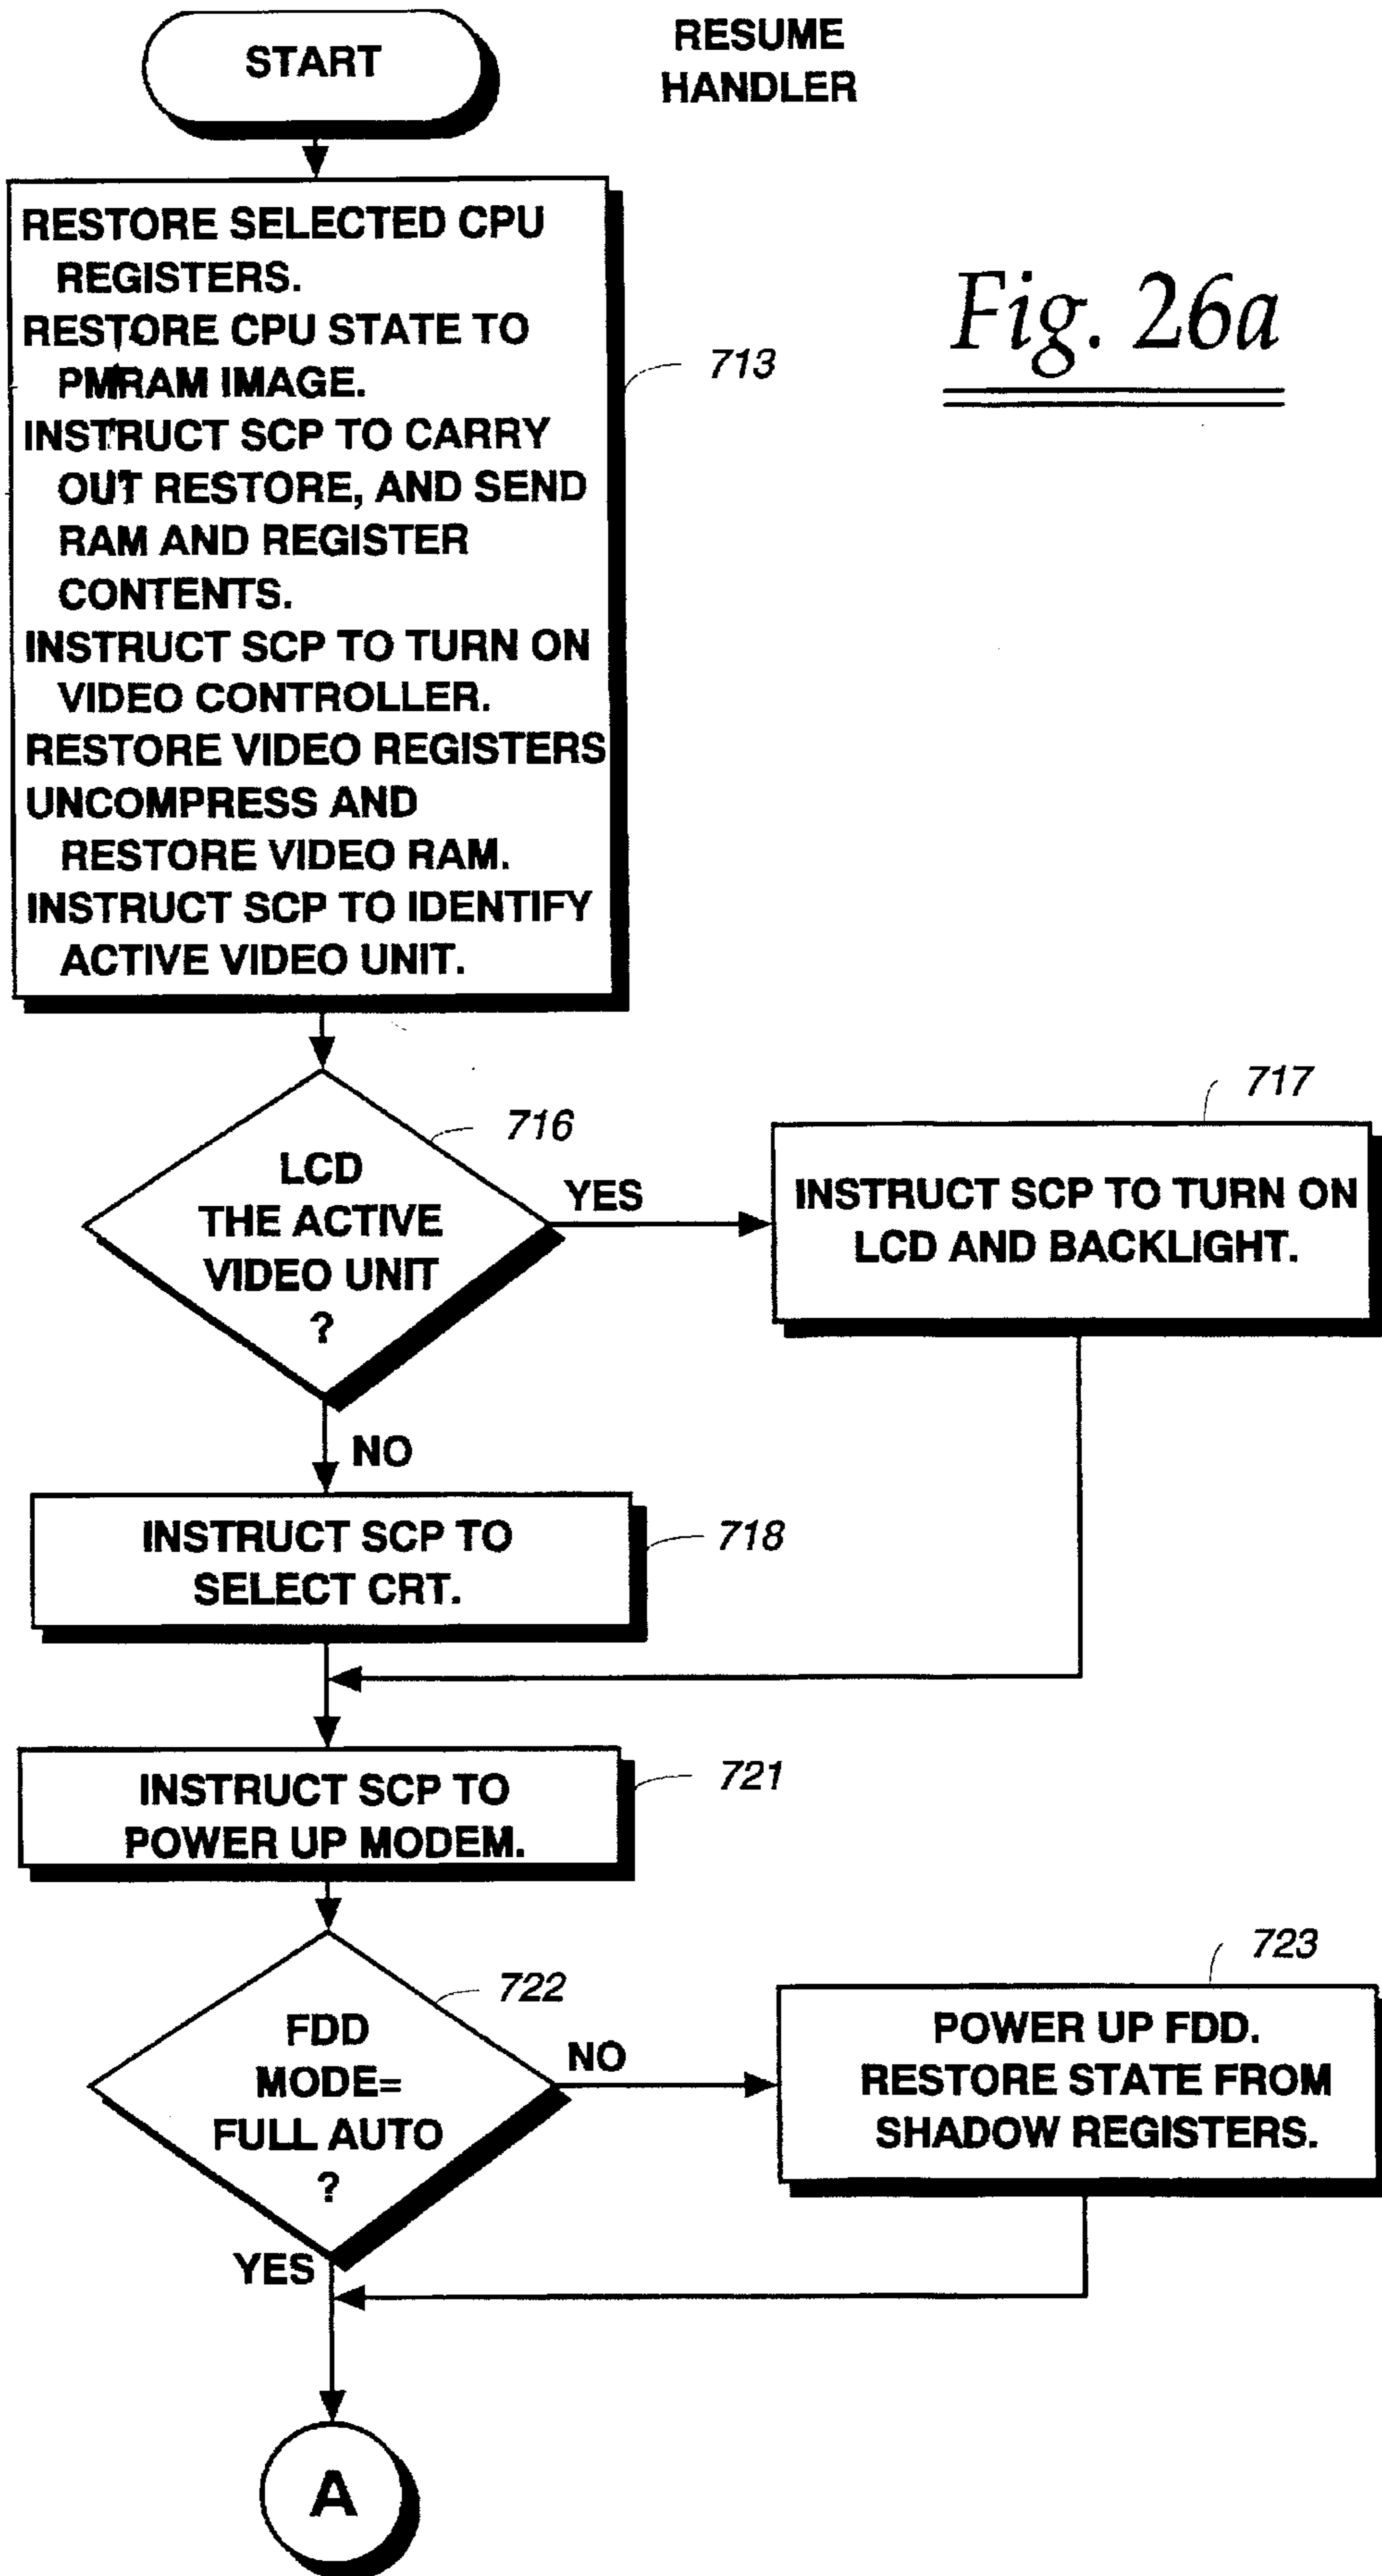 START
RESUME
HANDLER
RESTORE SELECTED CPU
REGISTERS.
RESTORE CPU STATE TO
PMRAM IMAGE.
INSTRUCT SCP TO CARRY
OUT RESTORE, AND SEND
RAM AND REGISTER
CONTENTS.
INSTRUCT SCP TO TURN ON
VIDEO CONTROLLER.
RESTORE VIDEO REGISTERS
UNCOMPRESS AND
RESTORE VIDEO RAM.
INSTRUCT SCP TO IDENTIFY
ACTIVE VIDEO UNIT.
713
Fig. 26a
LCD
THE ACTIVE
VIDEO UNIT
?
716
YES
717
INSTRUCT SCP TO TURN ON
LCD AND BACKLIGHT.
NO
INSTRUCT SCP TO
SELECT CRT.
718
INSTRUCT SCP TO
POWER UP MODEM.
721
FDD
MODE=
FULL AUTO
?
722
NO
723
POWER UP FDD.
RESTORE STATE FROM
SHADOW REGISTERS.
YES
A